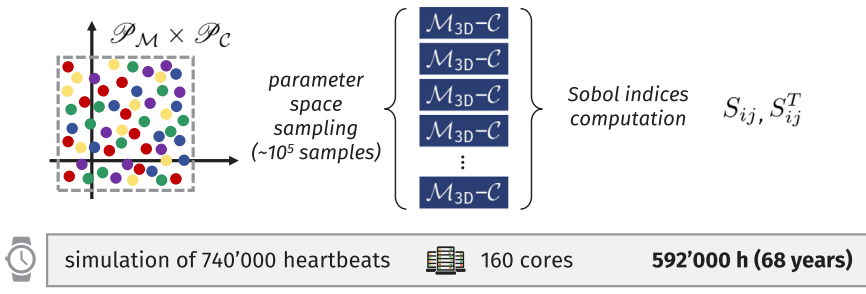 𝒫_ℳ × 𝒫_𝒞
parameter
space
sampling
(~10⁵ samples)
ℳ_3D–𝒞
ℳ_3D–𝒞
ℳ_3D–𝒞
ℳ_3D–𝒞
⋮
ℳ_3D–𝒞
Sobol indices
computation
S_ij, S_ij^T
simulation of 740’000 heartbeats
160 cores
592’000 h (68 years)